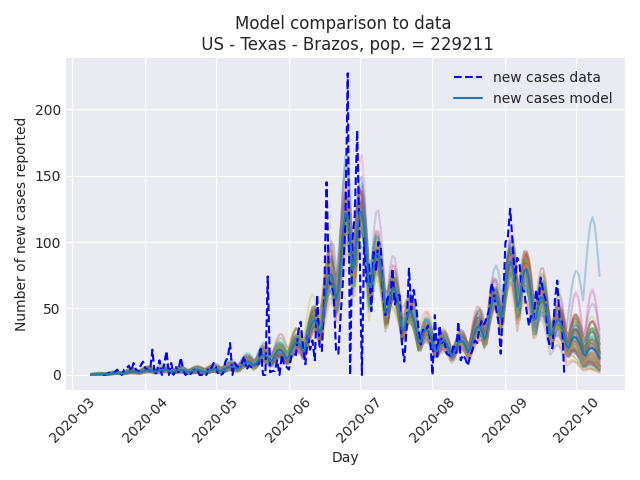 Model comparison to data
US - Texas - Brazos, pop. = 229211
new cases data
new cases model
Number of new cases reported
200
150
100
50
0
2020-03
2020-04
2020-05
2020-06
2020-07
2020-08
2020-09
2020-10
Day